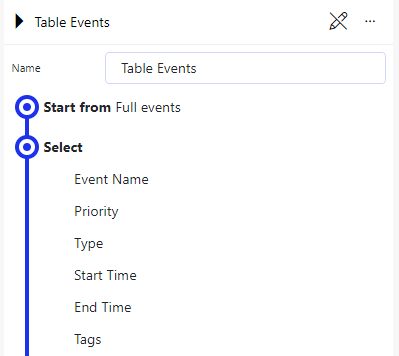 Table Events
Name
Table Events
Start from Full events
Select
Event Name
Priority
Type
Start Time
End Time
Tags